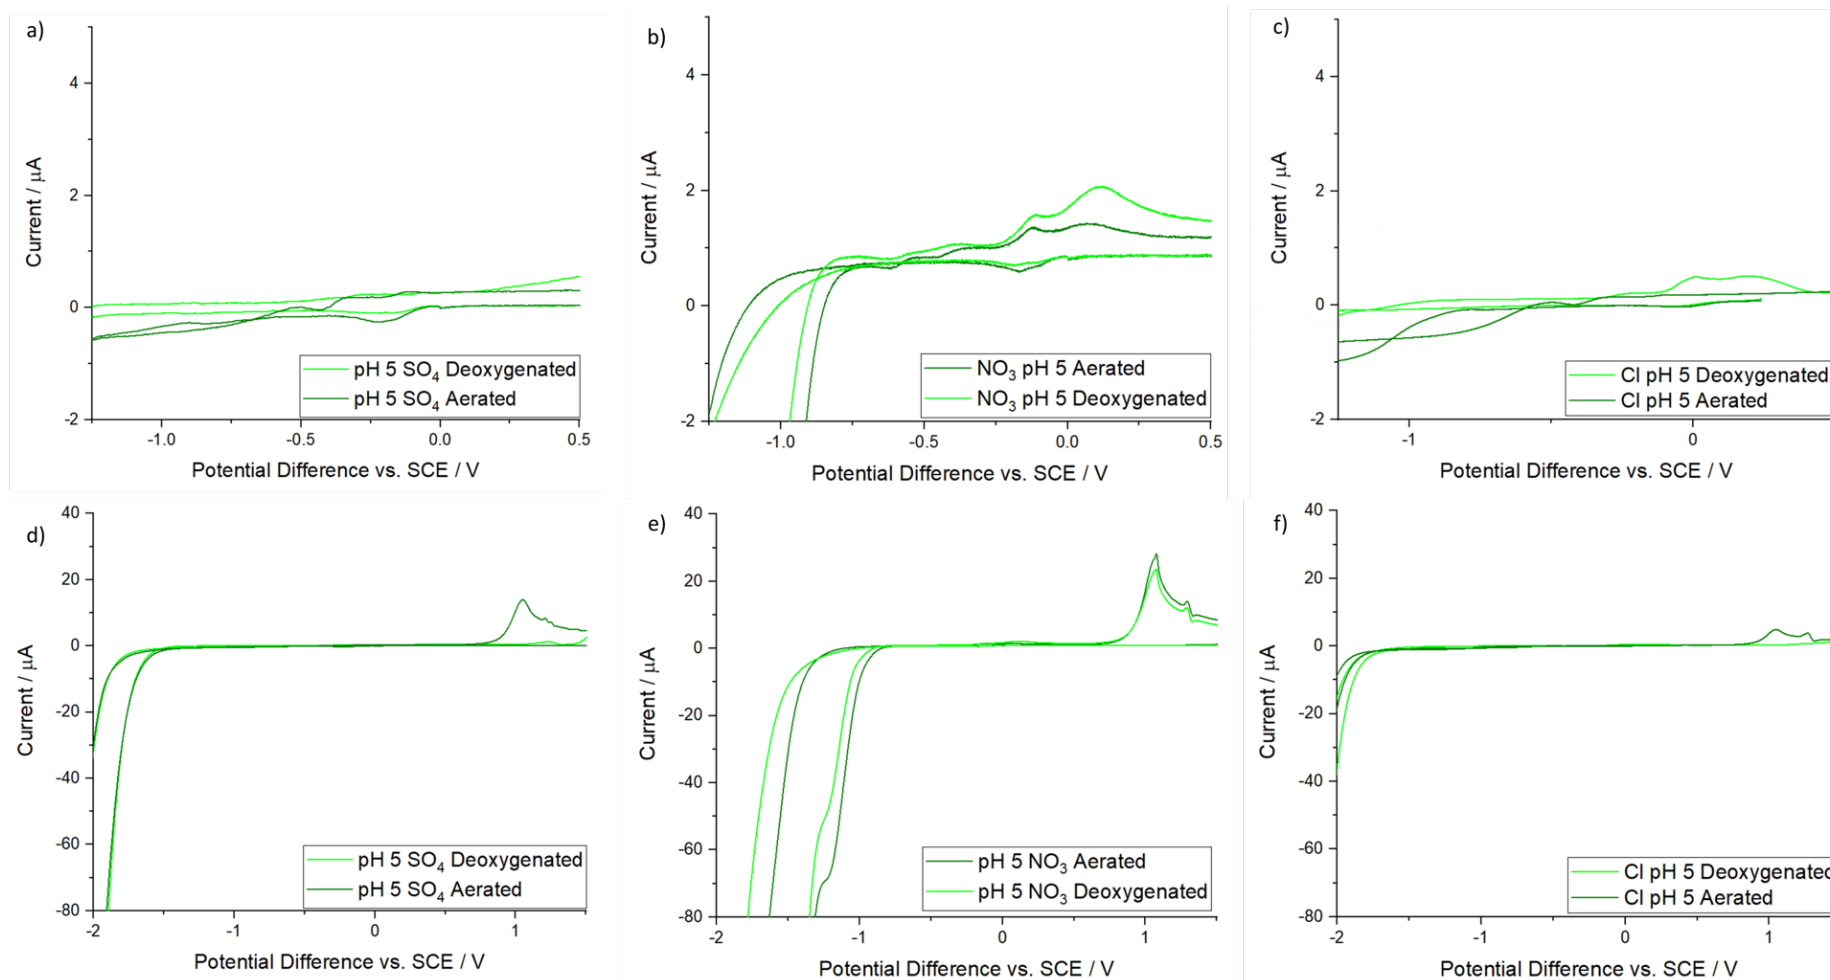 a)
4
2
0
-2
Current / μA
-1.0 -0.5 0.0 0.5
Potential Difference vs. SCE / V
pH 5 SO₄ Deoxygenated
pH 5 SO₄ Aerated
b)
4
2
0
-2
Current / μA
-1.0 -0.5 0.0 0.5
Potential Difference vs. SCE / V
NO₃ pH 5 Aerated
NO₃ pH 5 Deoxygenated
c)
4
2
0
-2
Current / μA
-1 0
Potential Difference vs. SCE / V
Cl pH 5 Deoxygenated
Cl pH 5 Aerated
d)
40
20
0
-20
-40
-60
-80
Current / μA
-2 -1 0 1
Potential Difference vs. SCE / V
pH 5 SO₄ Deoxygenated
pH 5 SO₄ Aerated
e)
40
20
0
-20
-40
-60
-80
Current / μA
-2 -1 0 1
Potential Difference vs. SCE / V
pH 5 NO₃ Aerated
pH 5 NO₃ Deoxygenated
f)
40
20
0
-20
-40
-60
-80
Current / μA
-2 -1 0 1
Potential Difference vs. SCE / V
Cl pH 5 Deoxygenated
Cl pH 5 Aerated